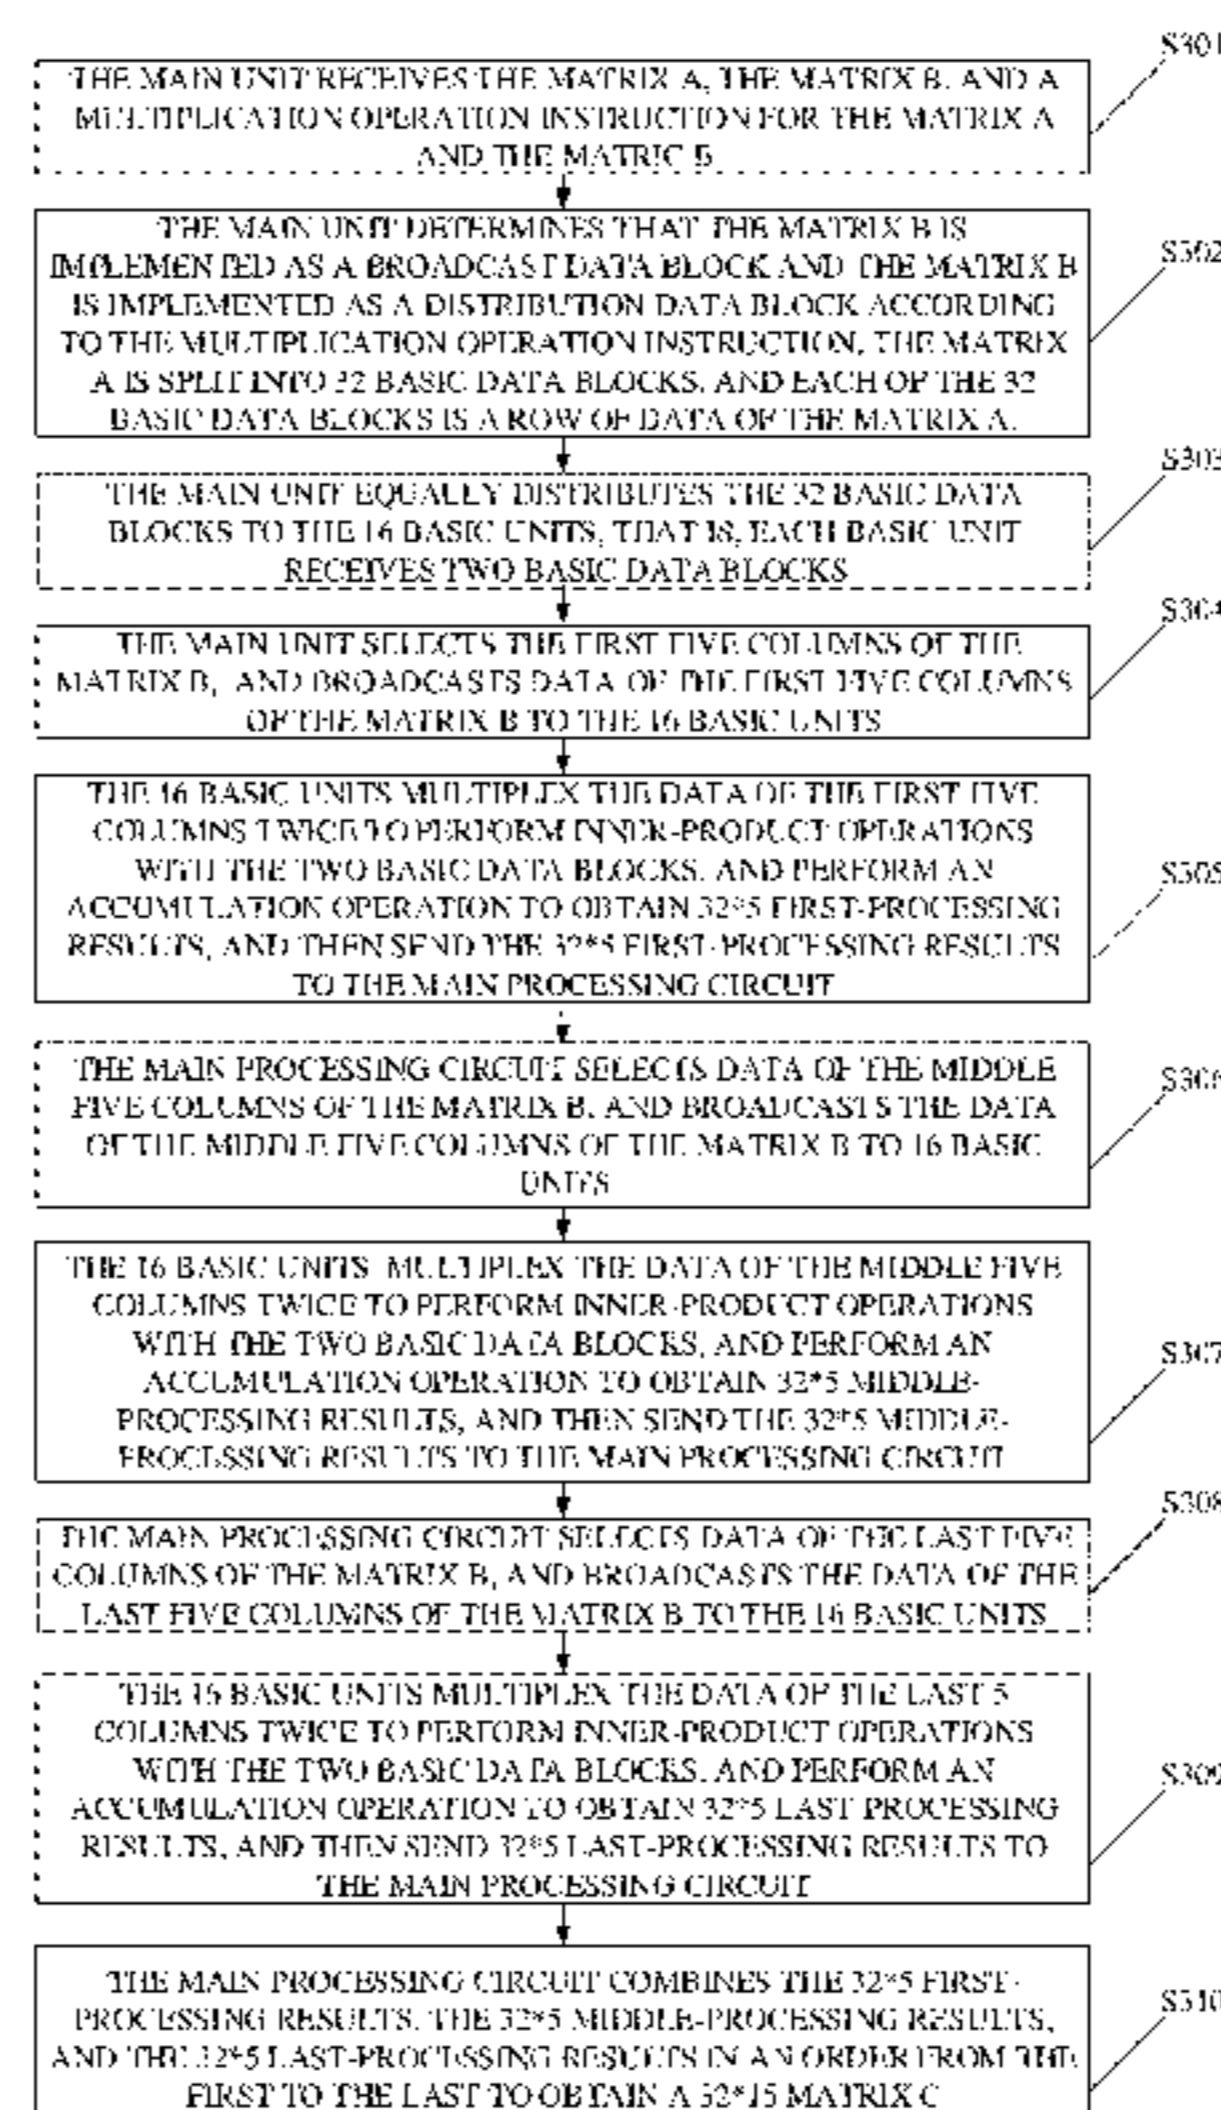 S301
THE MAIN UNIT RECEIVES THE MATRIX A, THE MATRIX B, AND A
MULTIPLICATION OPERATION INSTRUCTION FOR THE MATRIX A
AND THE MATRIC B
S302
THE MAIN UNIT DETERMINES THAT THE MATRIX B IS
IMPLEMENTED AS A BROADCAST DATA BLOCK AND THE MATRIX B
IS IMPLEMENTED AS A DISTRIBUTION DATA BLOCK ACCORDING
TO THE MULTIPLICATION OPERATION INSTRUCTION, THE MATRIX
A IS SPLIT INTO 32 BASIC DATA BLOCKS, AND EACH OF THE 32
BASIC DATA BLOCKS IS A ROW OF DATA OF THE MATRIX A.
S303
THE MAIN UNIT EQUALLY DISTRIBUTES THE 32 BASIC DATA
BLOCKS TO THE 16 BASIC UNITS, THAT IS, EACH BASIC UNIT
RECEIVES TWO BASIC DATA BLOCKS
S304
THE MAIN UNIT SELECTS THE FIRST FIVE COLUMNS OF THE
MATRIX B, AND BROADCASTS DATA OF THE FIRST FIVE COLUMNS
OF THE MATRIX B TO THE 16 BASIC UNITS
S305
THE 16 BASIC UNITS MULTIPLEX THE DATA OF THE FIRST FIVE
COLUMNS TWICE TO PERFORM INNER-PRODUCT OPERATIONS
WITH THE TWO BASIC DATA BLOCKS, AND PERFORM AN
ACCUMULATION OPERATION TO OBTAIN 32*5 FIRST-PROCESSING
RESULTS, AND THEN SEND THE 32*5 FIRST-PROCESSING RESULTS
TO THE MAIN PROCESSING CIRCUIT
S306
THE MAIN PROCESSING CIRCUIT SELECTS DATA OF THE MIDDLE
FIVE COLUMNS OF THE MATRIX B, AND BROADCASTS THE DATA
OF THE MIDDLE FIVE COLUMNS OF THE MATRIX B TO 16 BASIC
UNITS
S307
THE 16 BASIC UNITS MULTIPLEX THE DATA OF THE MIDDLE FIVE
COLUMNS TWICE TO PERFORM INNER-PRODUCT OPERATIONS
WITH THE TWO BASIC DATA BLOCKS, AND PERFORM AN
ACCUMULATION OPERATION TO OBTAIN 32*5 MIDDLE-
PROCESSING RESULTS, AND THEN SEND THE 32*5 MIDDLE-
PROCESSING RESULTS TO THE MAIN PROCESSING CIRCUIT
S308
THE MAIN PROCESSING CIRCUIT SELECTS DATA OF THE LAST FIVE
COLUMNS OF THE MATRIX B, AND BROADCASTS THE DATA OF THE
LAST FIVE COLUMNS OF THE MATRIX B TO THE 16 BASIC UNITS
S309
THE 16 BASIC UNITS MULTIPLEX THE DATA OF THE LAST 5
COLUMNS TWICE TO PERFORM INNER-PRODUCT OPERATIONS
WITH THE TWO BASIC DATA BLOCKS, AND PERFORM AN
ACCUMULATION OPERATION TO OBTAIN 32*5 LAST-PROCESSING
RESULTS, AND THEN SEND 32*5 LAST-PROCESSING RESULTS TO
THE MAIN PROCESSING CIRCUIT
S310
THE MAIN PROCESSING CIRCUIT COMBINES THE 32*5 FIRST-
PROCESSING RESULTS, THE 32*5 MIDDLE-PROCESSING RESULTS,
AND THE 32*5 LAST-PROCESSING RESULTS IN AN ORDER FROM THE
FIRST TO THE LAST TO OBTAIN A 32*15 MATRIX C